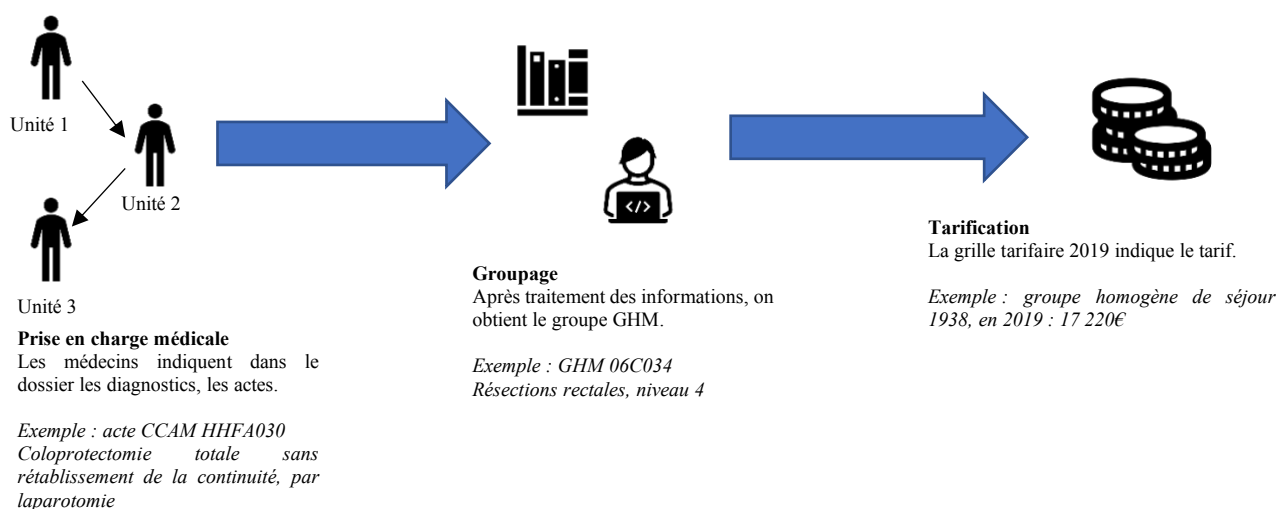 Unité 1
Unité 2
Unité 3
Prise en charge médicale
Les médecins indiquent dans le
dossier les diagnostics, les actes.
Exemple : acte CCAM HHFA030
Coloprotectomie totale sans
rétablissement de la continuité, par
laparotomie
</>
Groupage
Après traitement des informations, on
obtient le groupe GHM.
Exemple : GHM 06C034
Résections rectales, niveau 4
Tarification
La grille tarifaire 2019 indique le tarif.
Exemple : groupe homogène de séjour
1938, en 2019 : 17 220€